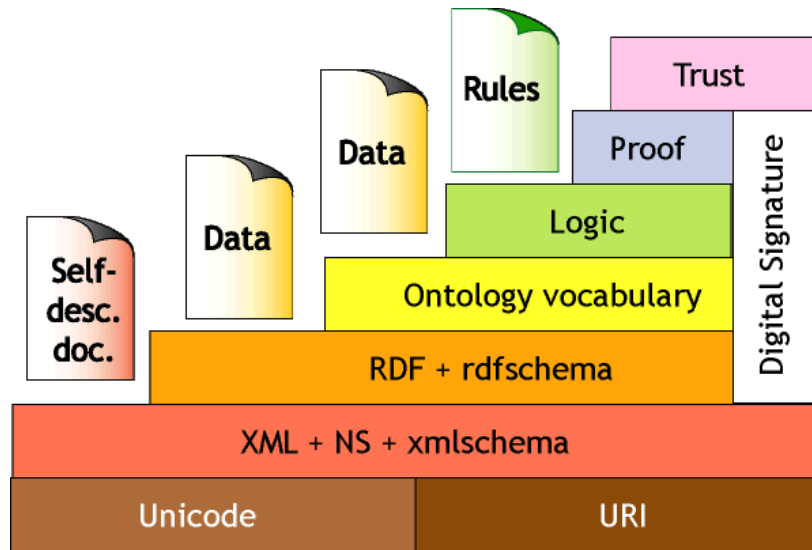 Rules
Trust
Data
Proof
Data
Logic
Self-
desc.
doc.
Ontology vocabulary
Digital Signature
RDF + rdfschema
XML + NS + xmlschema
Unicode
URI